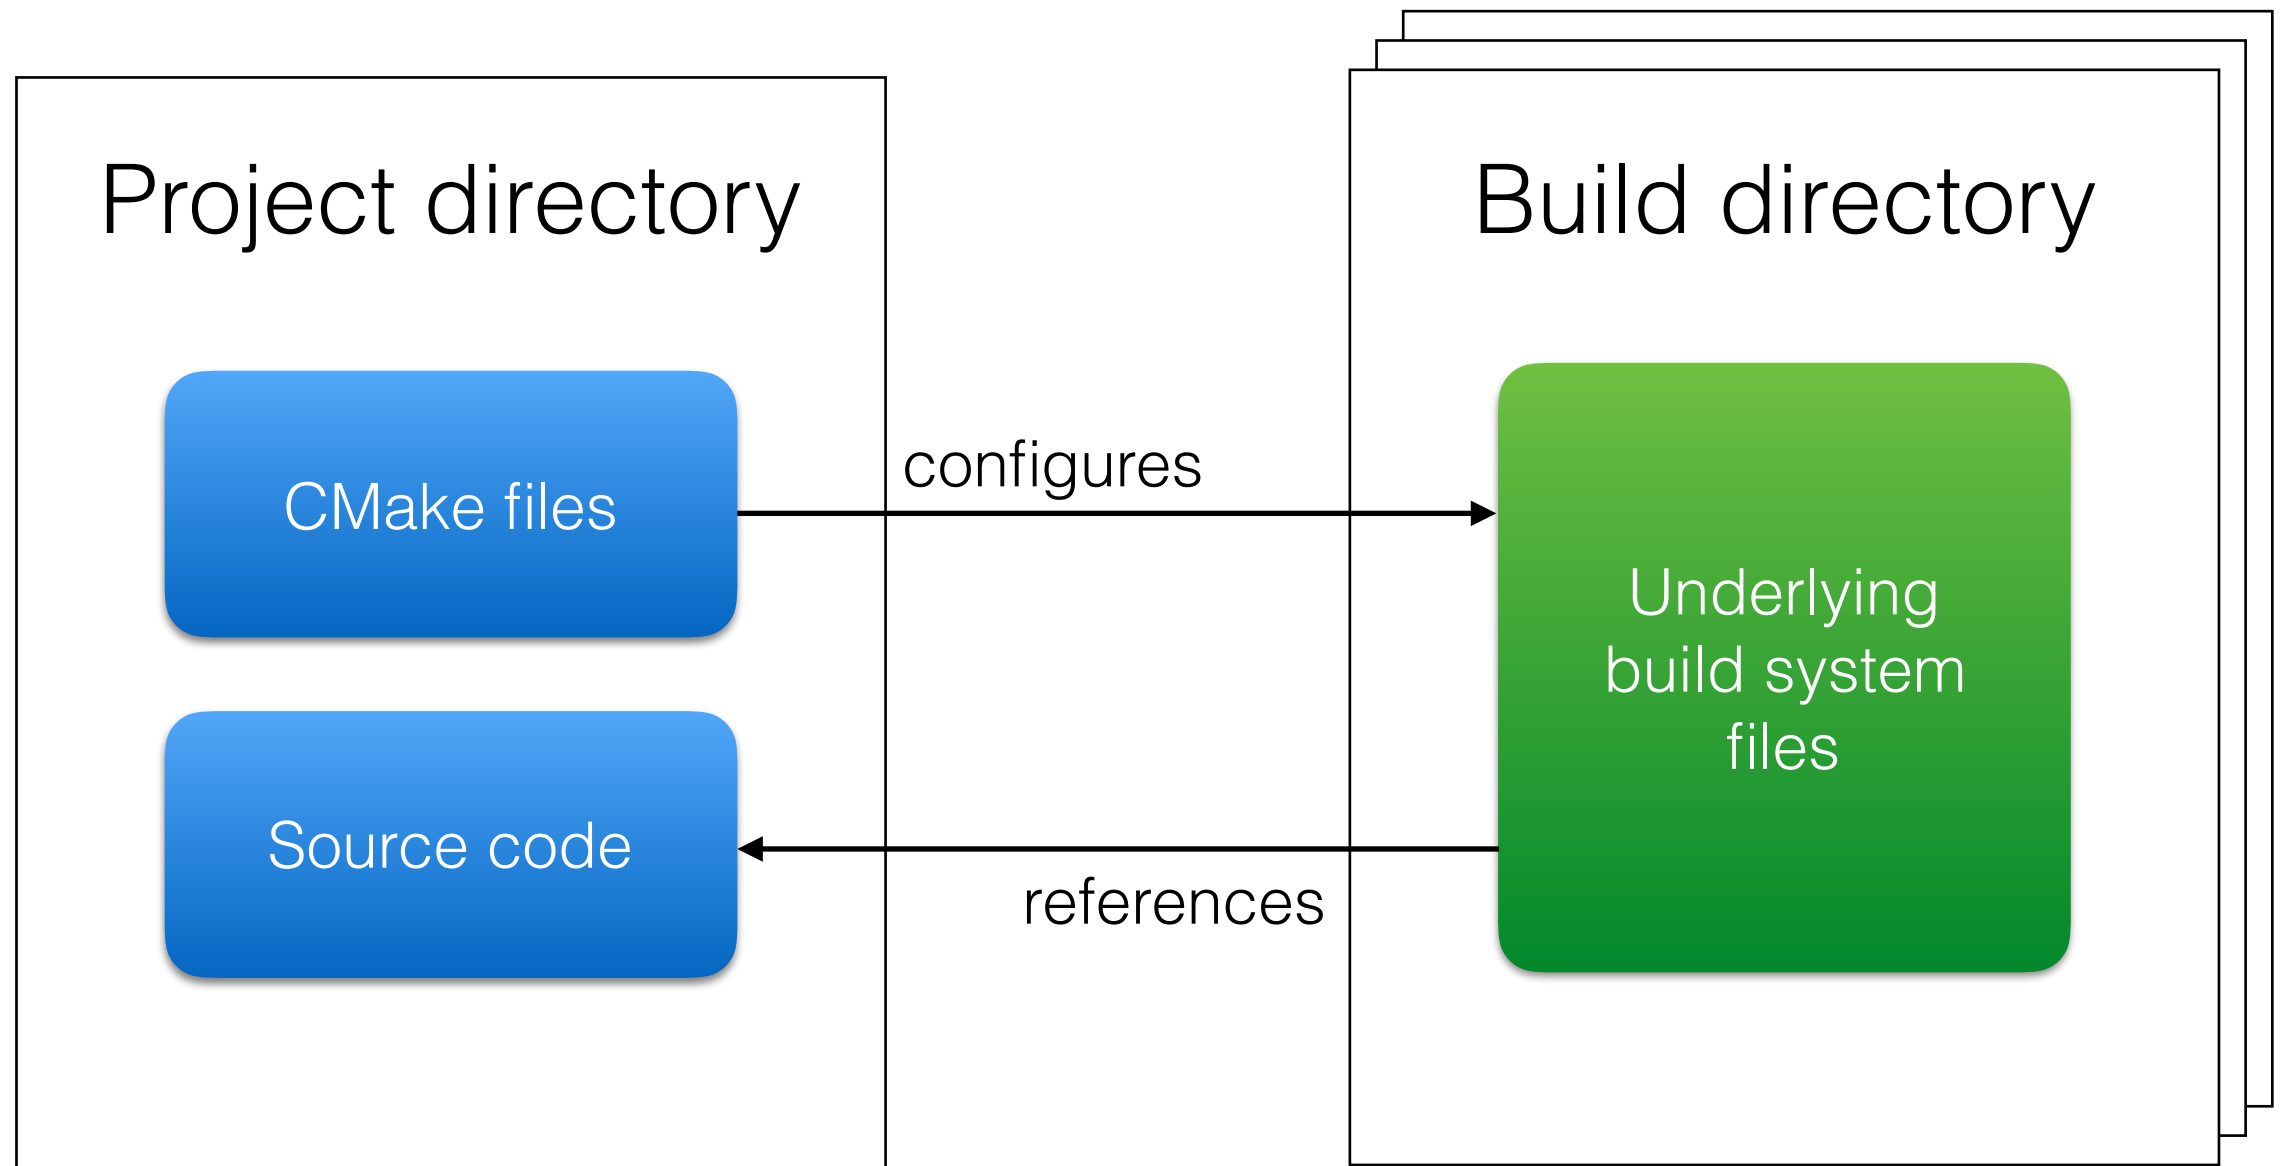 Project directory
Build directory
CMake files
configures
Underlying
build system
files
Source code
references